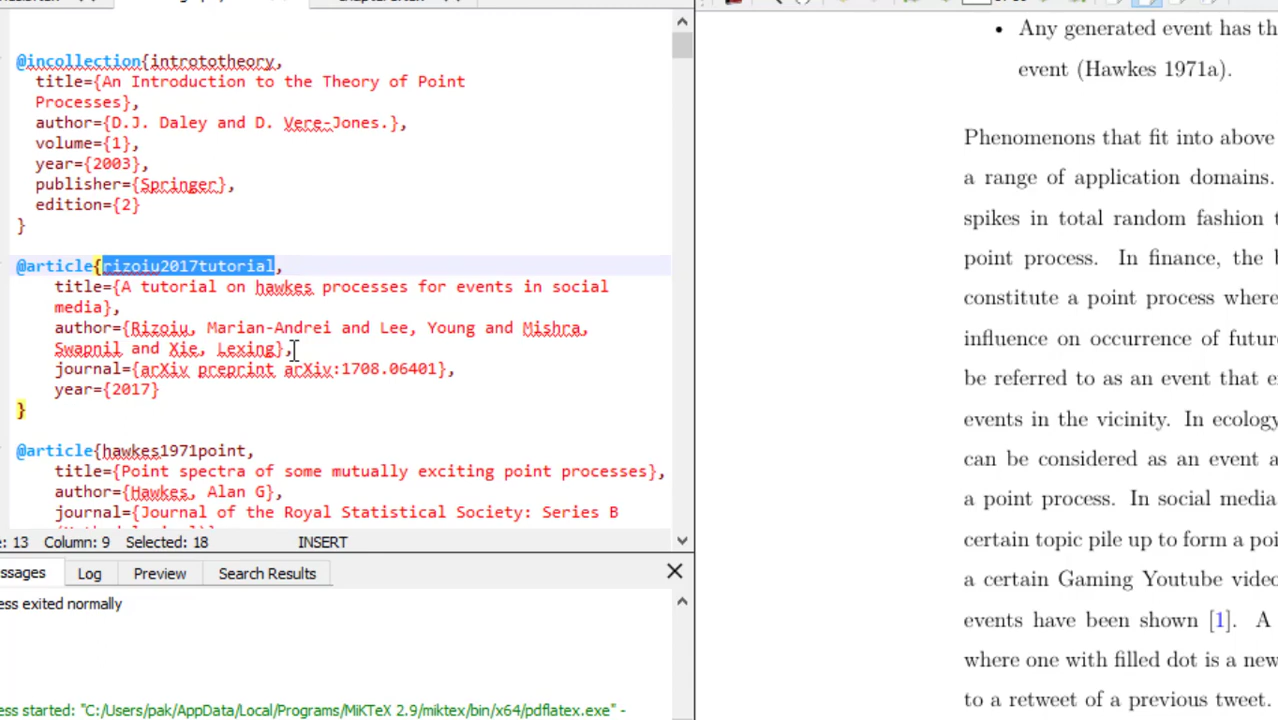 @incollection{intrototheory,
title={An Introduction to the Theory of Point
Processes},
author={D.J. Daley and D. Vere-Jones.},
volume={1},
year={2003},
publisher={Springer},
edition={2}
}
@article{rizoiu2017tutorial,
title={A tutorial on hawkes processes for events in social
media},
author={Rizoiu, Marian-Andrei and Lee, Young and Mishra,
Swapnil and Xie, Lexing},
journal={arXiv preprint arXiv:1708.06401},
year={2017}
}
@article{hawkes1971point,
title={Point spectra of some mutually exciting point processes},
author={Hawkes, Alan G},
journal={Journal of the Royal Statistical Society: Series B
: 13 Column: 9 Selected: 18 INSERT
ssages Log Preview Search Results
ss exited normally
ess started: "C:/Users/pak/AppData/Local/Programs/MiKTeX 2.9/miktex/bin/x64/pdflatex.exe" -
• Any generated event has th
event (Hawkes 1971a).
Phenomenons that fit into above
a range of application domains.
spikes in total random fashion t
point process. In finance, the b
constitute a point process where
influence on occurrence of futur
be referred to as an event that e
events in the vicinity. In ecology
can be considered as an event a
a point process. In social media
certain topic pile up to form a poi
a certain Gaming Youtube video
events have been shown [1]. A
where one with filled dot is a new
to a retweet of a previous tweet.